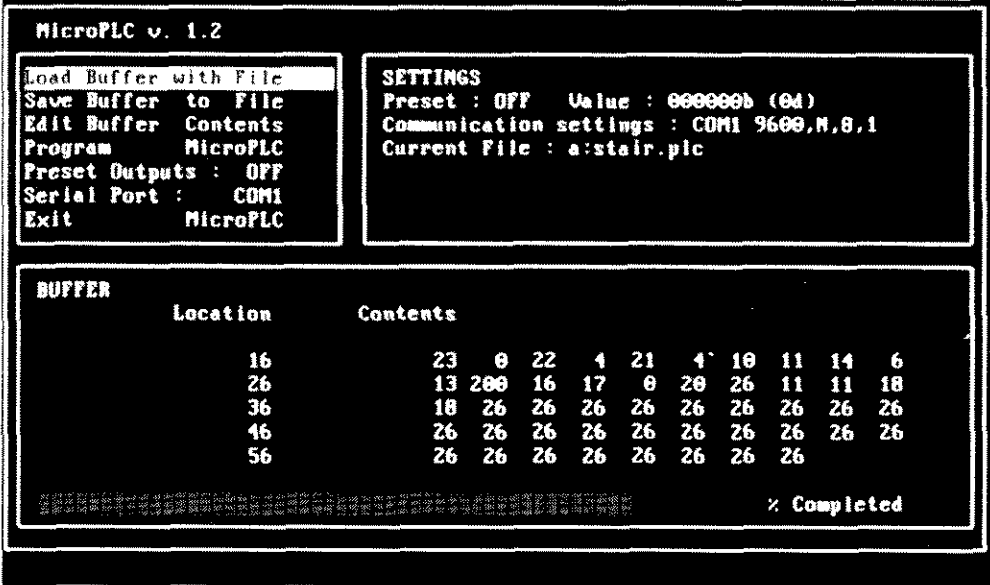 MicroPLC v. 1.2
Load Buffer with File
Save Buffer to File
Edit Buffer Contents
Program MicroPLC
Preset Outputs : OFF
Serial Port : COM1
Exit MicroPLC
SETTINGS
Preset : OFF Value : 000000b (0d)
Communication settings : COM1 9600,N,8,1
Current File : a:stair.plc
BUFFER
Location Contents
16 23 0 22 4 21 4 10 11 14 6
26 13 200 16 17 0 20 26 11 11 18
36 18 26 26 26 26 26 26 26 26 26
46 26 26 26 26 26 26 26 26 26 26
56 26 26 26 26 26 26 26 26
% Completed